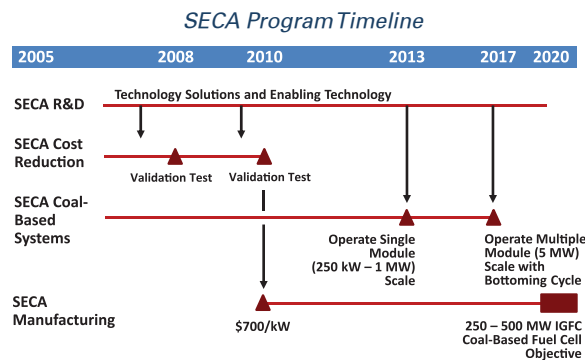 SECA Program Timeline
2005 2008 2010 2013 2017 2020
SECA R&D
Technology Solutions and Enabling Technology
SECA Cost
Reduction
Validation Test
Validation Test
SECA Coal-
Based
Systems
Operate Single
Module
(250 kW – 1 MW)
Scale
Operate Multiple
Module (5 MW)
Scale with
Bottoming Cycle
SECA
Manufacturing
$700/kW
250 – 500 MW IGFC
Coal-Based Fuel Cell
Objective